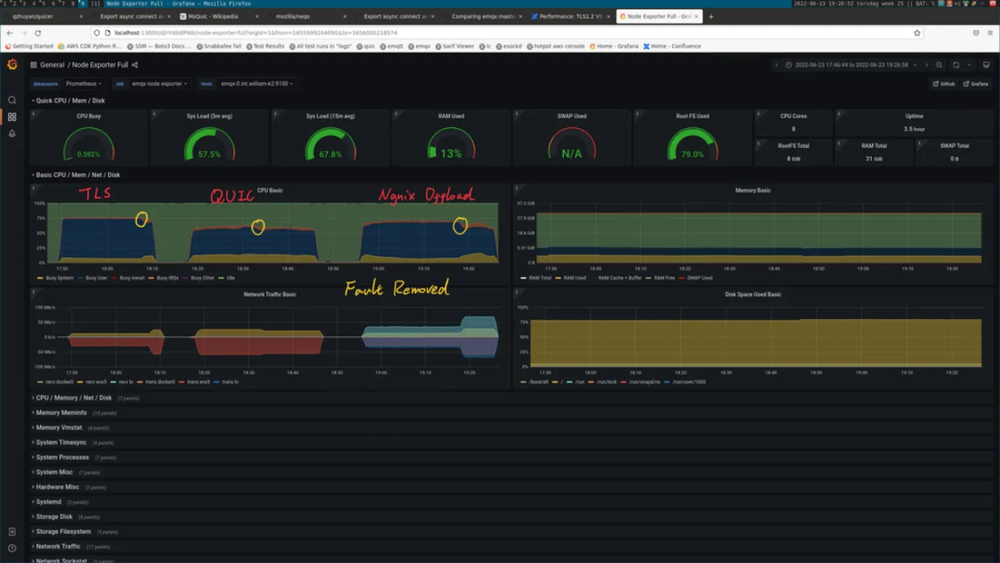 [1] Node Exporter Full - Grafana — Mozilla Firefox
2022-06-23 19:26:52 torsdag week 25 || BAT: %
qzhuyan/quicer × Export async connect an × MsQuic - Wikipedia × mozilla/neqo × Export async connect an × Comparing emqx:master × Performance: TLS1.2 VS × Node Exporter Full - Graf × +
Getting Started AWS CDK Python R... SSM — Boto3 Docs ... Snabkafee fail Test Results All test runs in "logs" quic emqtt emqx Sarif Viewer lc esockd hotpot aws console Home - Grafana Home - Confluence
General / Node Exporter Full
2022-06-23 17:46:44 to 2022-06-23 19:26:58
datasource Prometheus Job emqx node exporter Host emqx-0.int.william-k2:9100 Github Grafana
Quick CPU / Mem / Disk
CPU Busy Sys Load (5m avg) Sys Load (15m avg) RAM Used SWAP Used Root FS Used CPU Cores Uptime
8 3.5 hour
RootFS Total RAM Total SWAP Total
0.592% 57.5% 67.8% 13% N/A 79.0%
8 GiB 31 GiB 0 B
Basic CPU / Mem / Net / Disk
CPU Basic
TLS QUIC Ngnix Offload
100%
75%
50%
25%
0%
17:50 18:00 18:10 18:20 18:30 18:40 18:50 19:00 19:10 19:20
Busy System Busy User Busy Iowait Busy IRQs Busy Other Idle
Memory Basic
37.3 GiB
27.9 GiB
18.6 GiB
9.31 GiB
0 B
17:50 18:00 18:10 18:20 18:30 18:40 18:50 19:00 19:10 19:20
RAM Total RAM Used RAM Cache + Buffer RAM Free SWAP Used
Fault Removed
Network Traffic Basic
100 Mb/s
50 Mb/s
0 b/s
-50 Mb/s
-100 Mb/s
17:50 18:00 18:10 18:20 18:30 18:40 18:50 19:00 19:10 19:20
recv docker0 recv ens5 recv lo trans docker0 trans ens5 trans lo
Disk Space Used Basic
100%
75%
50%
25%
0%
17:50 18:00 18:10 18:20 18:30 18:40 18:50 19:00 19:10 19:20
/boot/efi / /run /run/lock /run/snapd/ns /run/user/1000
CPU / Memory / Net / Disk (7 panels)
Memory Meminfo (15 panels)
Memory Vmstat (4 panels)
System Timesync (4 panels)
System Processes (7 panels)
System Misc (7 panels)
Hardware Misc (3 panels)
Systemd (2 panels)
Storage Disk (8 panels)
Storage Filesystem (5 panels)
Network Traffic (17 panels)
Network Sockstat (5 panels)